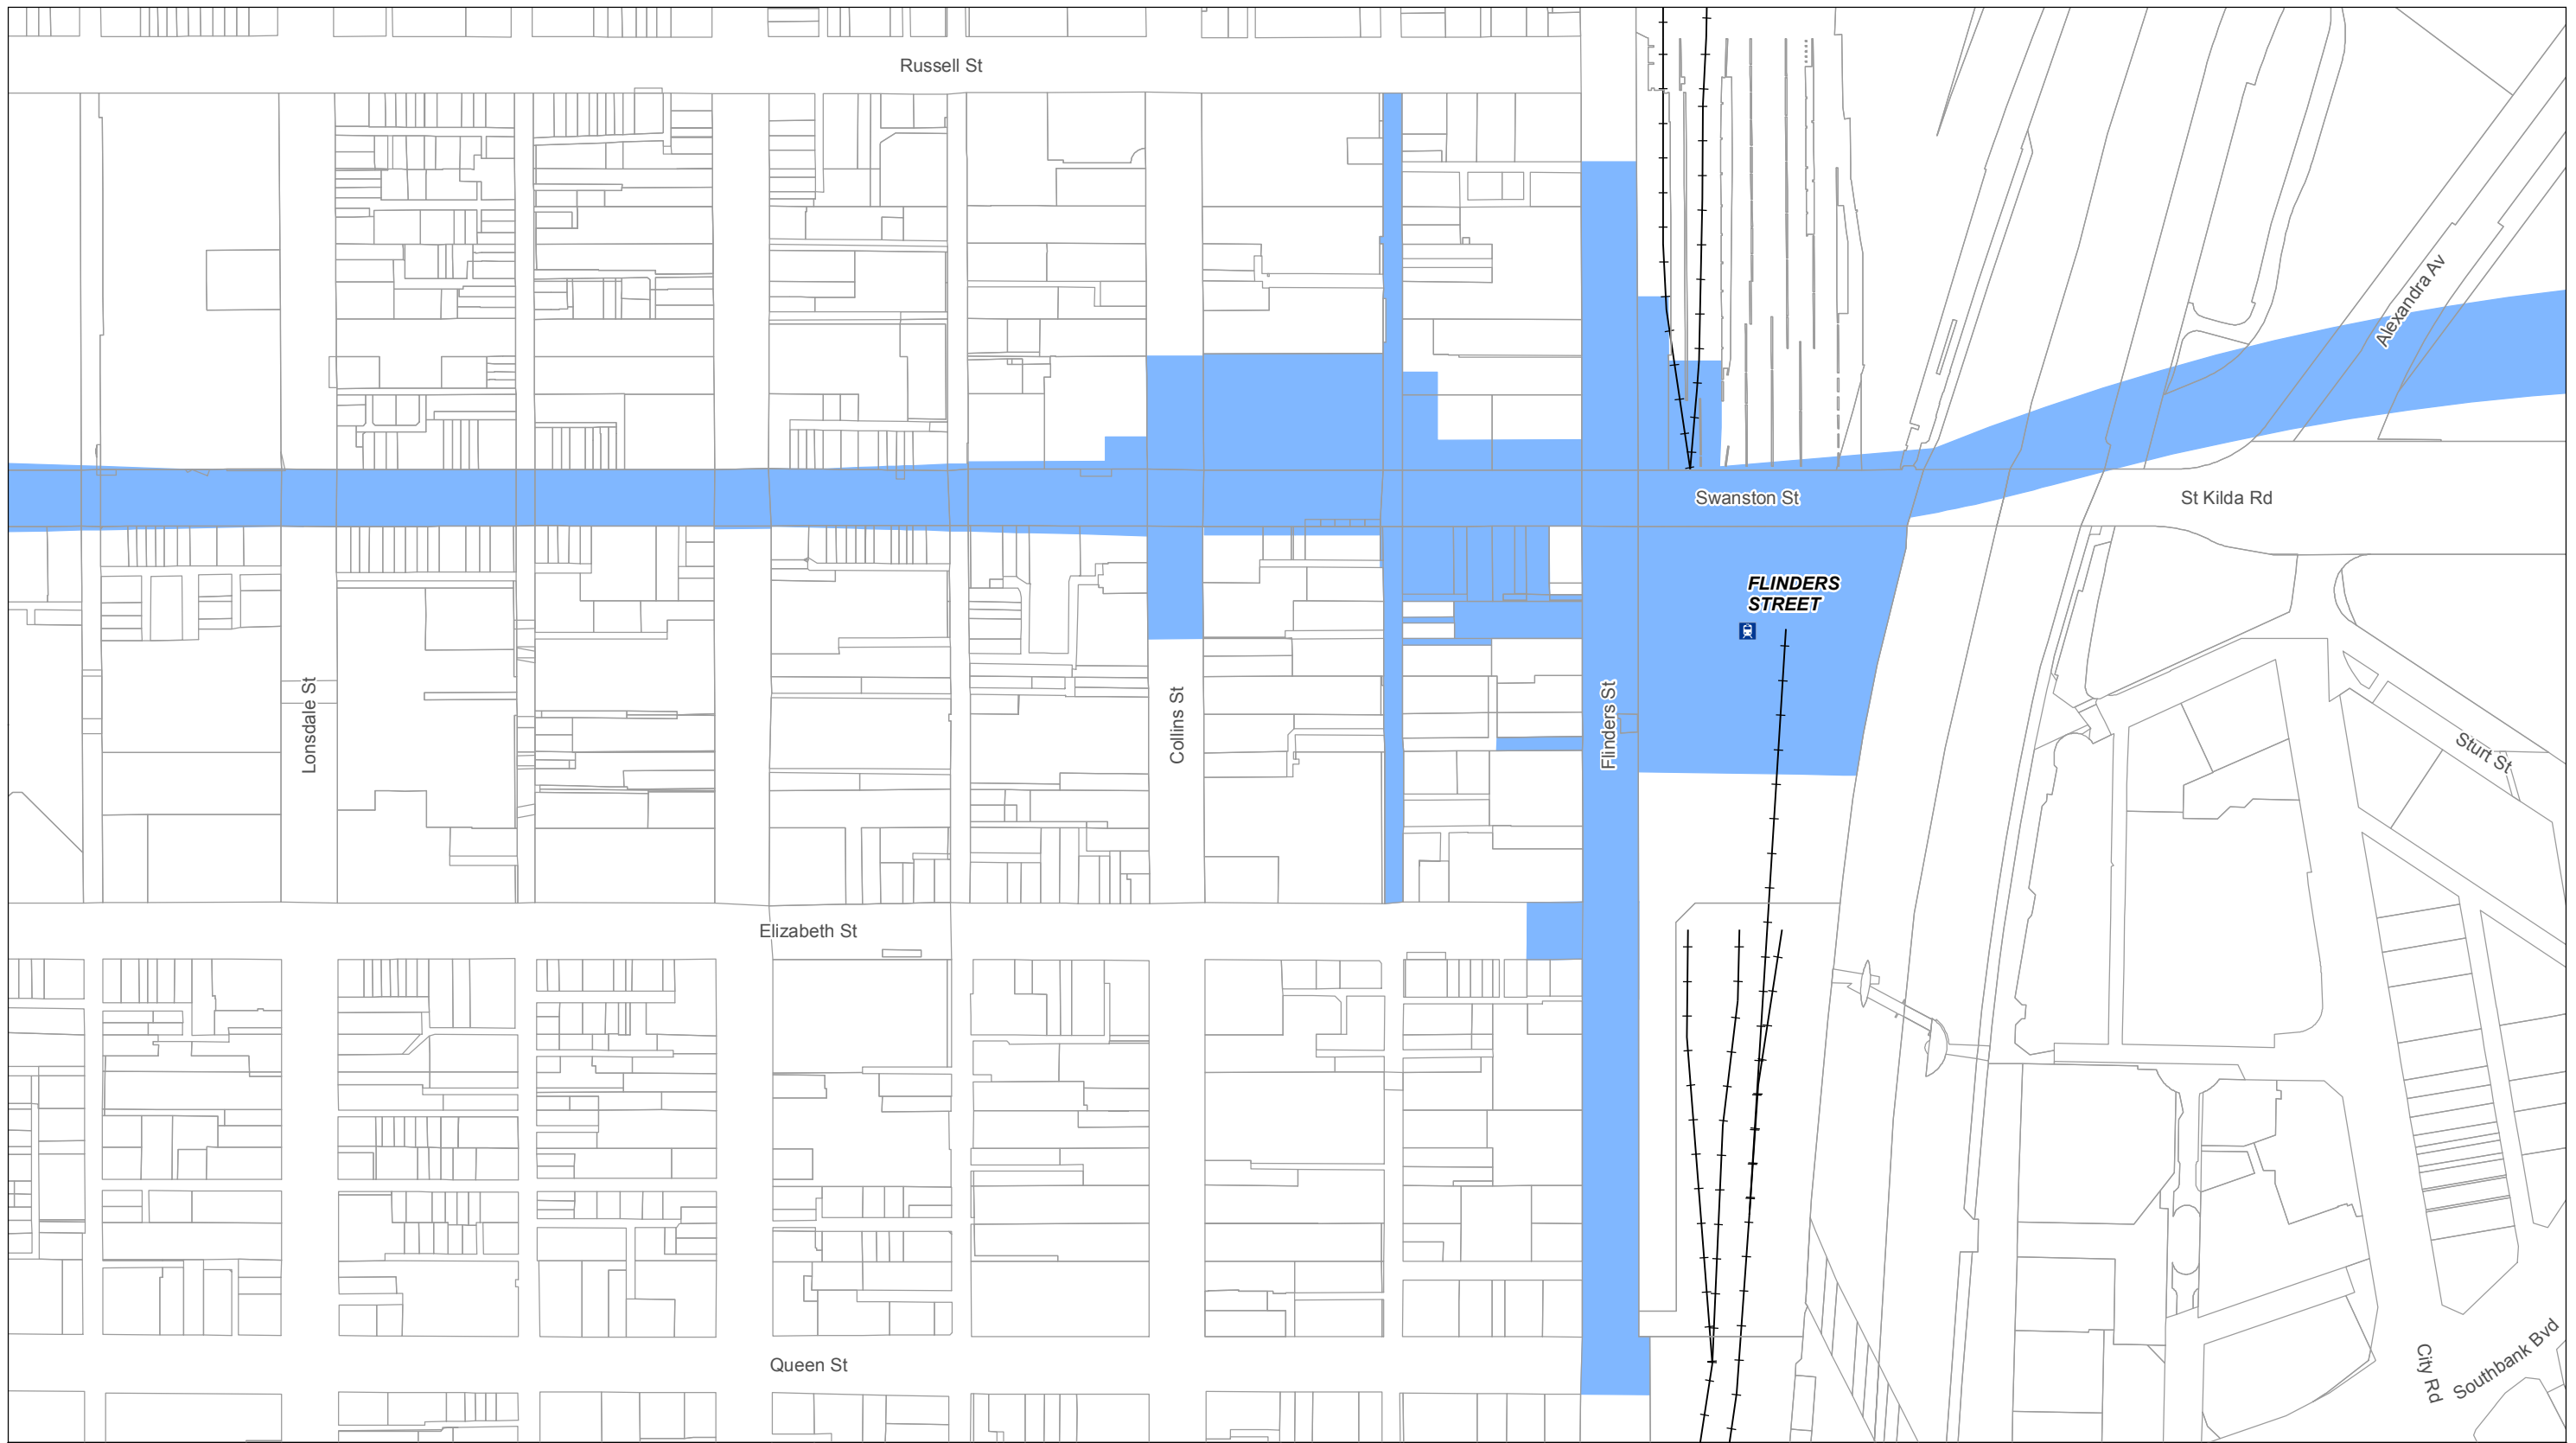 Russell St
Alexandra Av
Swanston St
St Kilda Rd
FLINDERS
STREET
Lonsdale St
Collins St
Flinders St
Sturt St
Elizabeth St
Queen St
City Rd
Southbank Bvd